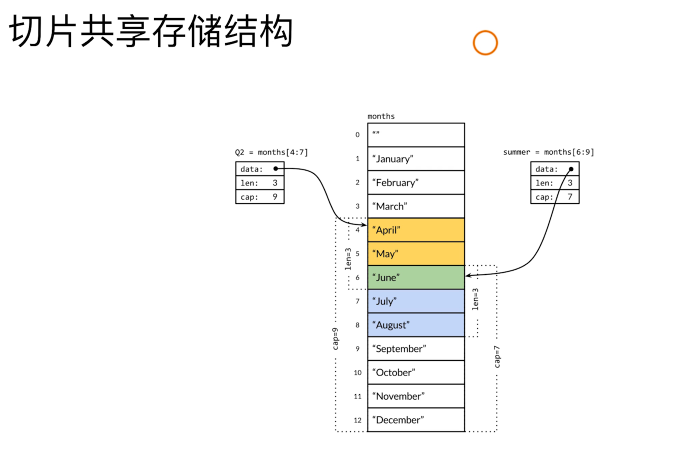 切片共享存储结构
months
Q2 = months[4:7]
data:
len: 3
cap: 9
summer = months[6:9]
data:
len: 3
cap: 7
0 ""
1 "January"
2 "February"
3 "March"
4 "April"
5 "May"
6 "June"
7 "July"
8 "August"
9 "September"
10 "October"
11 "November"
12 "December"
len=3
cap=9
len=3
cap=7